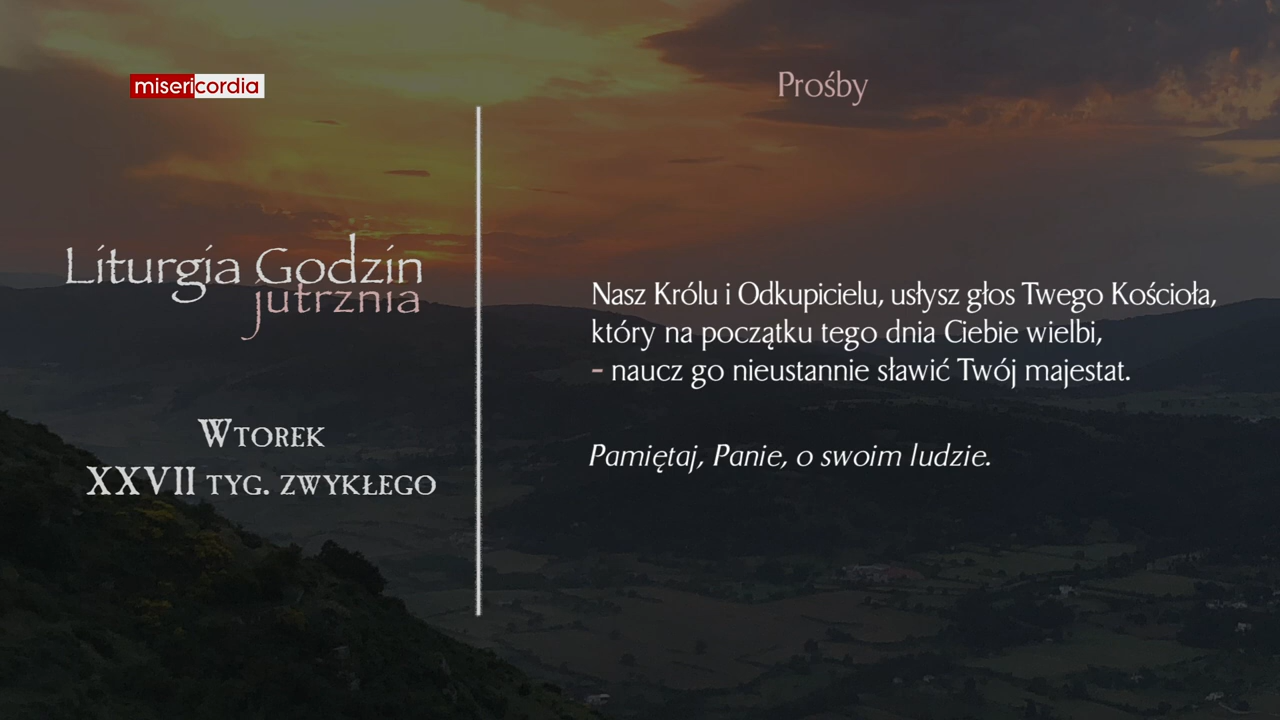 misericordia
Liturgia Godzin
jutrznia
Wtorek
XXVII tyg. zwykłego
Prośby
Nasz Królu i Odkupicielu, usłysz głos Twego Kościoła,
który na początku tego dnia Ciebie wielbi,
- naucz go nieustannie sławić Twój majestat.
Pamiętaj, Panie, o swoim ludzie.